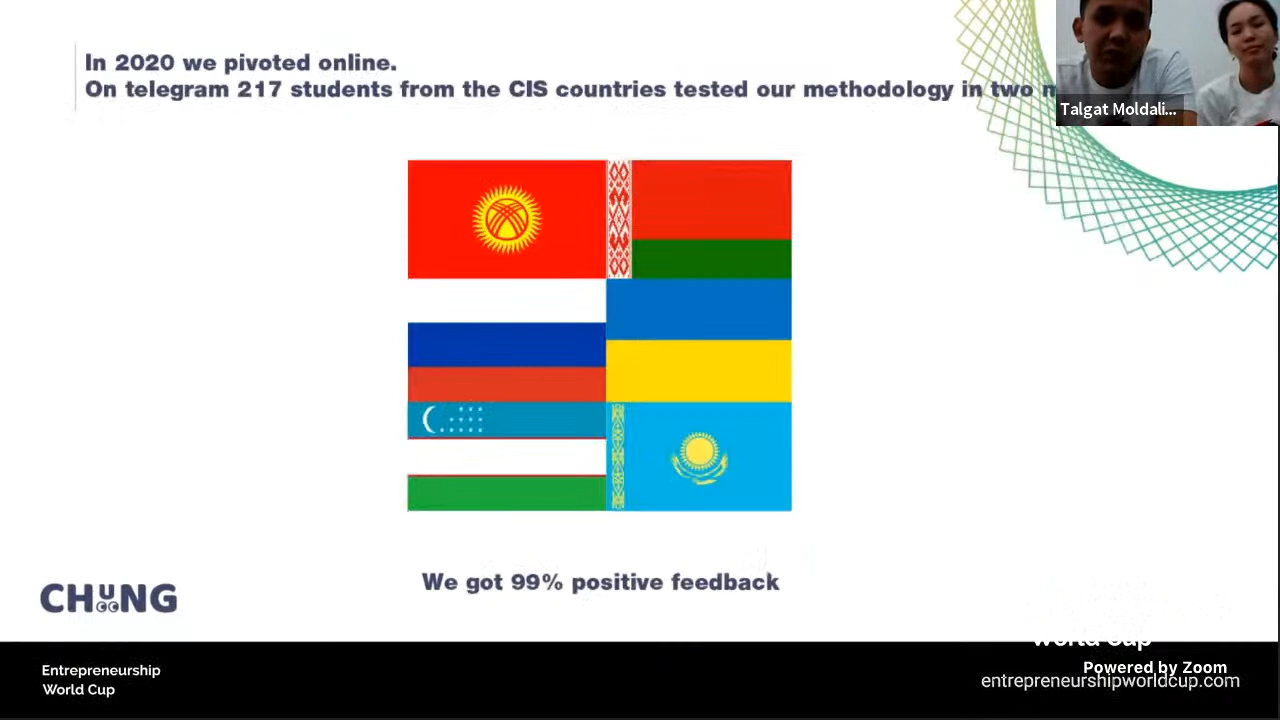 In 2020 we pivoted online.
On telegram 217 students from the CIS countries tested our methodology in two
Talgat Moldali...
We got 99% positive feedback
CHUNG
World Cup
Powered by Zoom
Entrepreneurship
World Cup
entrepreneurshipworldcup.com